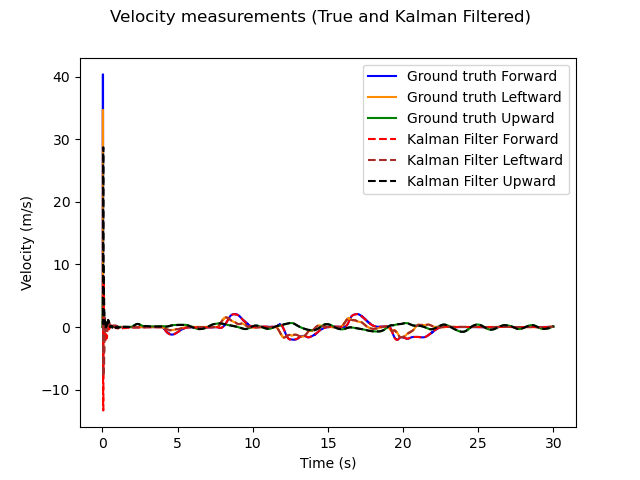 Velocity measurements (True and Kalman Filtered)
Velocity (m/s)
40
30
20
10
0
−10
Ground truth Forward
Ground truth Leftward
Ground truth Upward
Kalman Filter Forward
Kalman Filter Leftward
Kalman Filter Upward
0 5 10 15 20 25 30
Time (s)